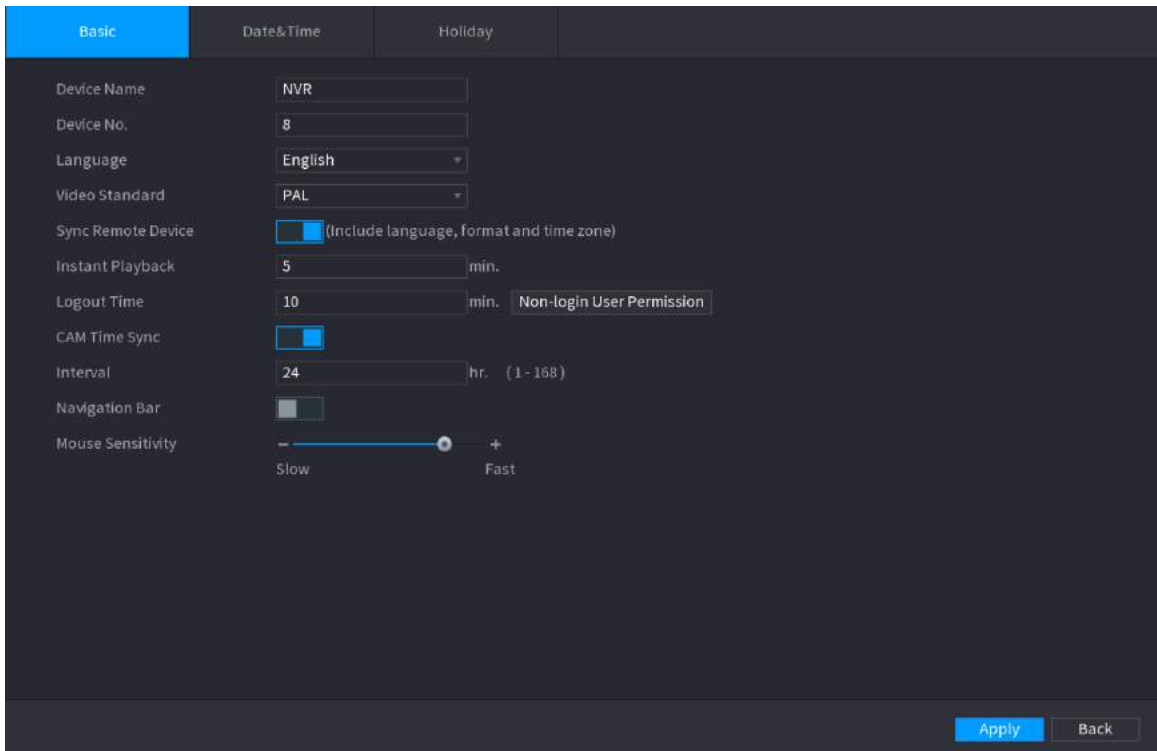 Basic Date&Time Holiday
Device Name NVR
Device No. 8
Language English
Video Standard PAL
Sync Remote Device (Include language, format and time zone)
Instant Playback 5 min.
Logout Time 10 min. Non-login User Permission
CAM Time Sync
Interval 24 hr. (1-168)
Navigation Bar
Mouse Sensitivity - +
Slow Fast
Apply Back